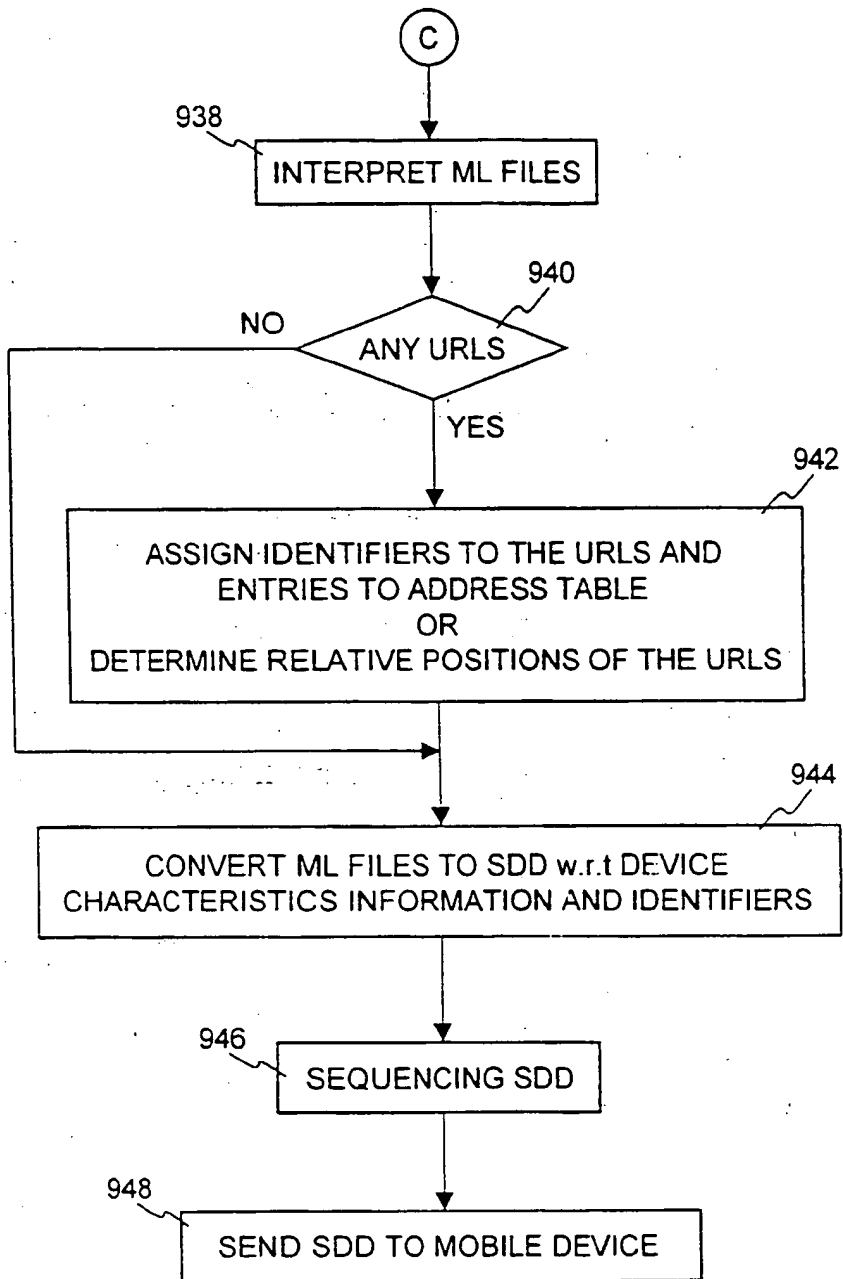 C
938
INTERPRET ML FILES
940
NO
ANY URLS
YES
942
ASSIGN IDENTIFIERS TO THE URLS AND
ENTRIES TO ADDRESS TABLE
OR
DETERMINE RELATIVE POSITIONS OF THE URLS
944
CONVERT ML FILES TO SDD w.r.t DEVICE
CHARACTERISTICS INFORMATION AND IDENTIFIERS
946
SEQUENCING SDD
948
SEND SDD TO MOBILE DEVICE